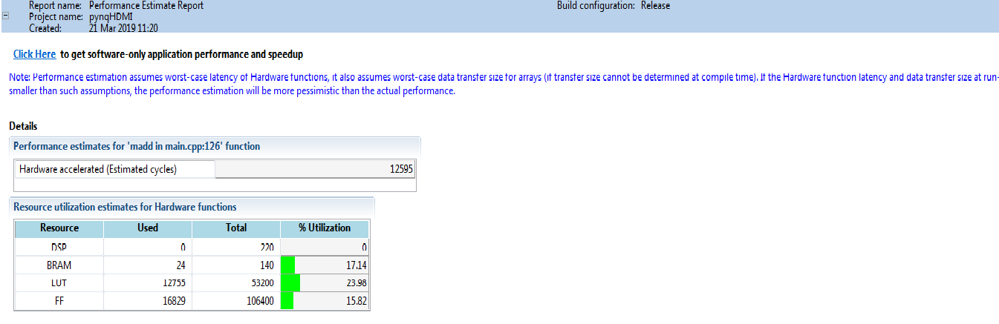 Report name: Performance Estimate Report Build configuration: Release
Project name: pynqHDMI
Created: 21 Mar 2019 11:20
Click Here to get software-only application performance and speedup
Note: Performance estimation assumes worst-case latency of Hardware functions, it also assumes worst-case data transfer size for arrays (if transfer size cannot be determined at compile time). If the Hardware function latency and data transfer size at run-
smaller than such assumptions, the performance estimation will be more pessimistic than the actual performance.
Details
Performance estimates for 'madd in main.cpp:126' function
Hardware accelerated (Estimated cycles) 12595
Resource utilization estimates for Hardware functions
Resource Used Total % Utilization
DSP 0 220 0
BRAM 24 140 17.14
LUT 12755 53200 23.98
FF 16829 106400 15.82